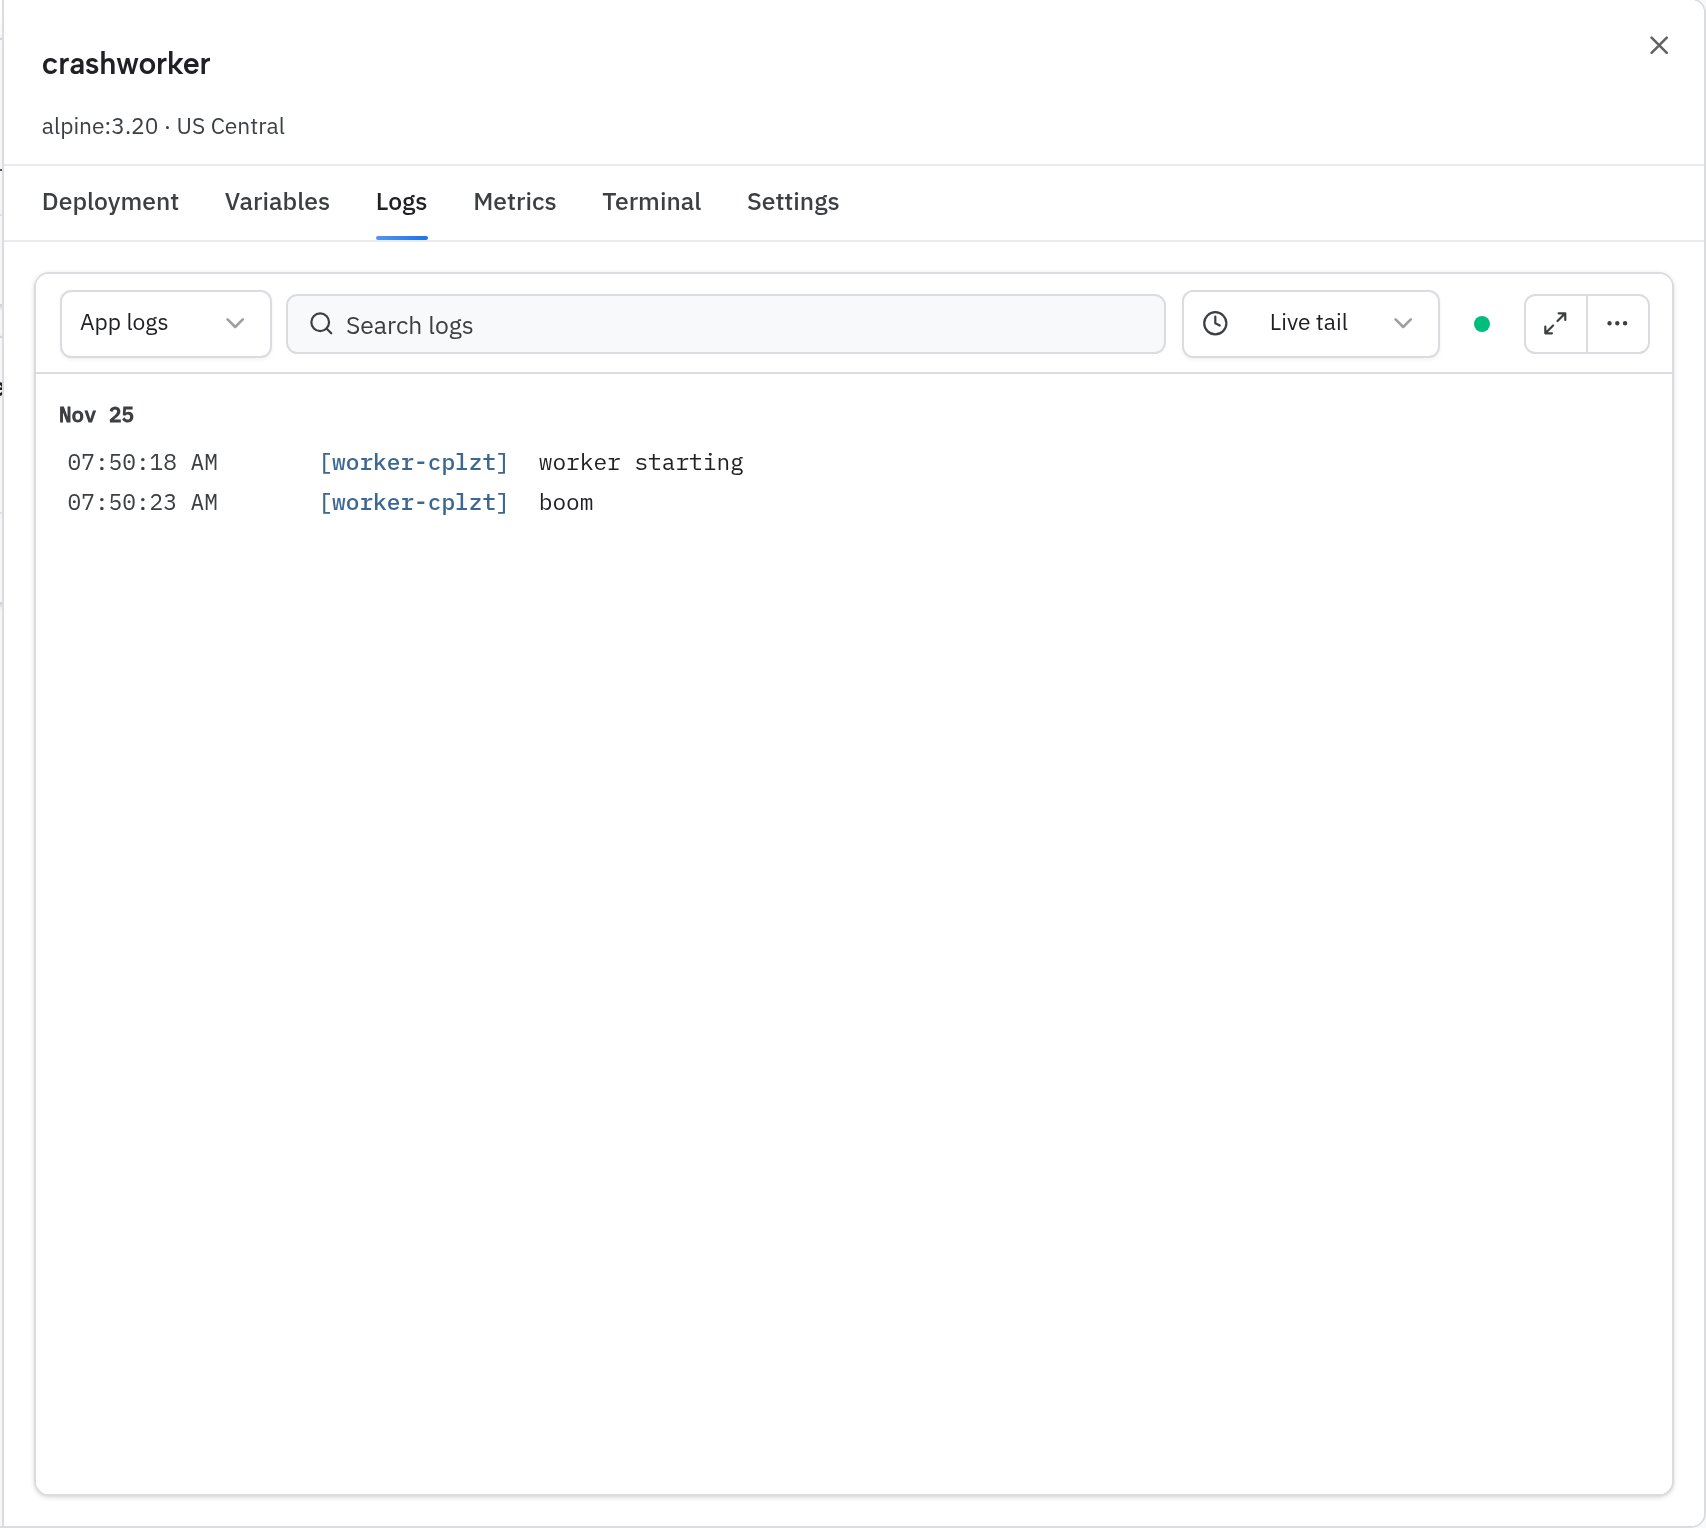 crashworker
alpine:3.20 · US Central
Deployment Variables Logs Metrics Terminal Settings
App logs Search logs Live tail
Nov 25
07:50:18 AM [worker-cplzt] worker starting
07:50:23 AM [worker-cplzt] boom